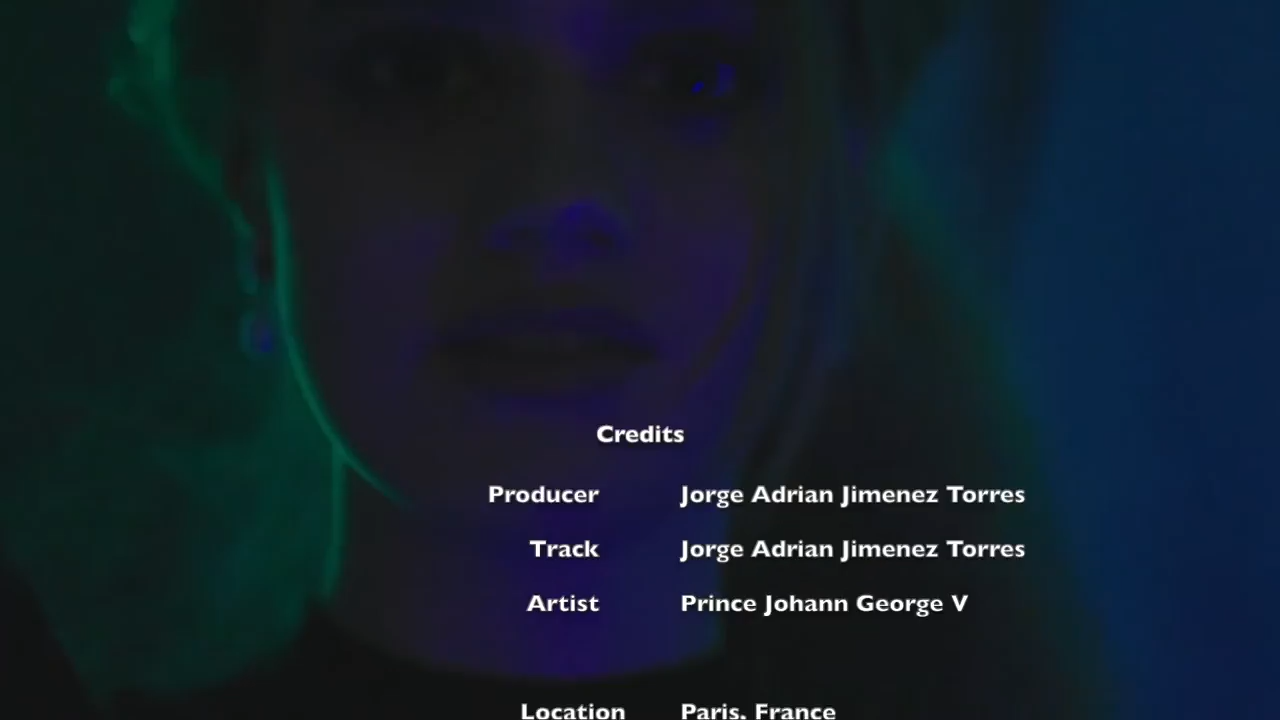 Credits
Producer Jorge Adrian Jimenez Torres
Track Jorge Adrian Jimenez Torres
Artist Prince Johann George V
Location Paris, France